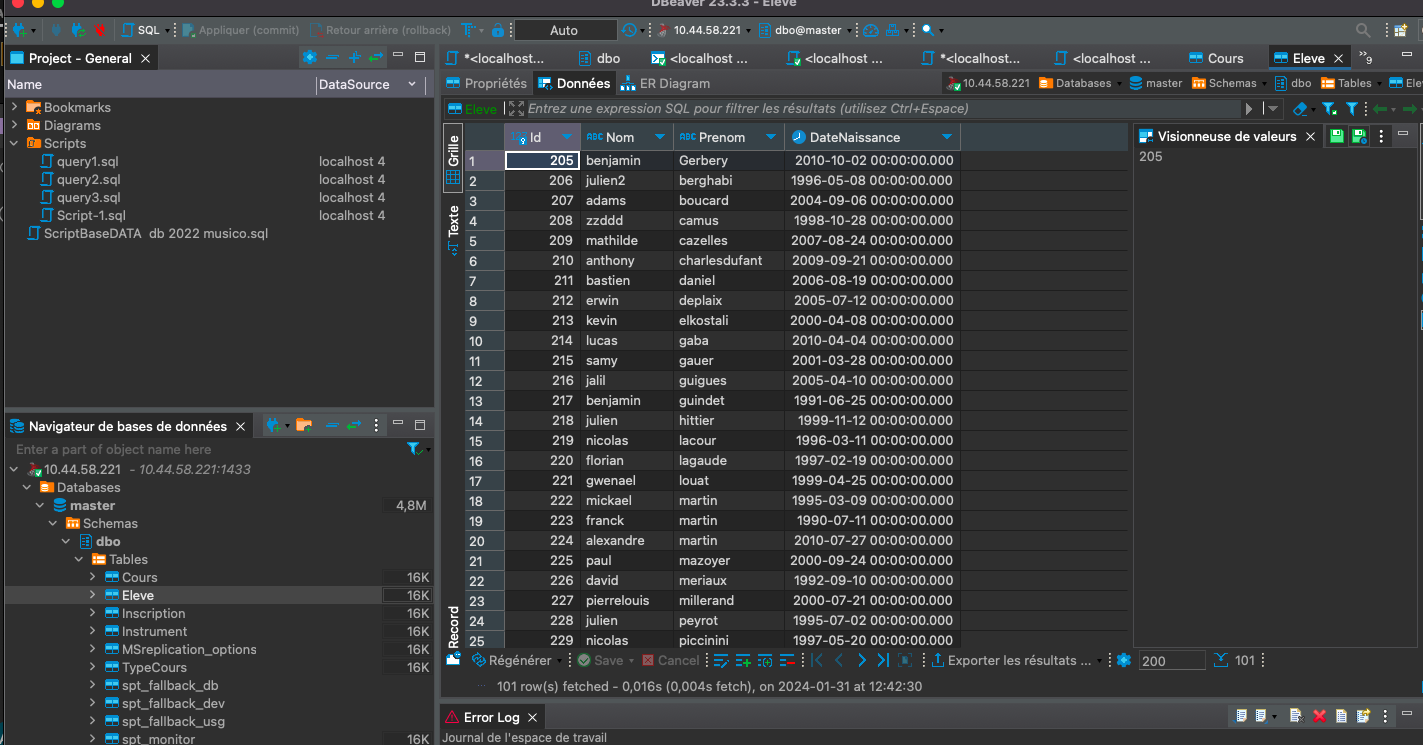 DBeaver 23.3.3 - Eleve
SQL Appliquer (commit) Retour arrière (rollback) Auto 10.44.58.221 dbo@master
Project - General
Name DataSource
Bookmarks
Diagrams
Scripts
query1.sql localhost 4
query2.sql localhost 4
query3.sql localhost 4
Script-1.sql localhost 4
ScriptBaseDATA db 2022 musico.sql
Navigateur de bases de données
Enter a part of object name here
10.44.58.221 - 10.44.58.221:1433
Databases
master 4,8M
Schemas
dbo
Tables
Cours 16K
Eleve 16K
Inscription 16K
Instrument 16K
MSreplication_options 16K
TypeCours 16K
spt_fallback_db
spt_fallback_dev
spt_fallback_usg
spt_monitor 16K
*<localhost... dbo <localhost ... <localhost ... *<localhost... <localhost ... Cours Eleve »9
Propriétés Données ER Diagram 10.44.58.221 Databases master Schemas dbo Tables Ele
Eleve Entrez une expression SQL pour filtrer les résultats (utilisez Ctrl+Espace)
Grille
Texte
Record
Id Nom Prenom DateNaissance
1 205 benjamin Gerbery 2010-10-02 00:00:00.000
2 206 julien2 berghabi 1996-05-08 00:00:00.000
3 207 adams boucard 2004-09-06 00:00:00.000
4 208 zzddd camus 1998-10-28 00:00:00.000
5 209 mathilde cazelles 2007-08-24 00:00:00.000
6 210 anthony charlesdufant 2009-09-21 00:00:00.000
7 211 bastien daniel 2006-08-19 00:00:00.000
8 212 erwin deplaix 2005-07-12 00:00:00.000
9 213 kevin elkostali 2000-04-08 00:00:00.000
10 214 lucas gaba 2010-04-04 00:00:00.000
11 215 samy gauer 2001-03-28 00:00:00.000
12 216 jalil guigues 2005-04-10 00:00:00.000
13 217 benjamin guindet 1991-06-25 00:00:00.000
14 218 julien hittier 1999-11-12 00:00:00.000
15 219 nicolas lacour 1996-03-11 00:00:00.000
16 220 florian lagaude 1997-02-19 00:00:00.000
17 221 gwenael louat 1999-04-25 00:00:00.000
18 222 mickael martin 1995-03-09 00:00:00.000
19 223 franck martin 1990-07-11 00:00:00.000
20 224 alexandre martin 2010-07-27 00:00:00.000
21 225 paul mazoyer 2000-09-24 00:00:00.000
22 226 david meriaux 1992-09-10 00:00:00.000
23 227 pierrelouis millerand 2000-07-21 00:00:00.000
24 228 julien peyrot 1995-07-02 00:00:00.000
25 229 nicolas piccinini 1997-05-20 00:00:00.000
Visionneuse de valeurs
205
Régénérer Save Cancel Exporter les résultats ... 200 101
101 row(s) fetched - 0,016s (0,004s fetch), on 2024-01-31 at 12:42:30
Error Log
Journal de l'espace de travail